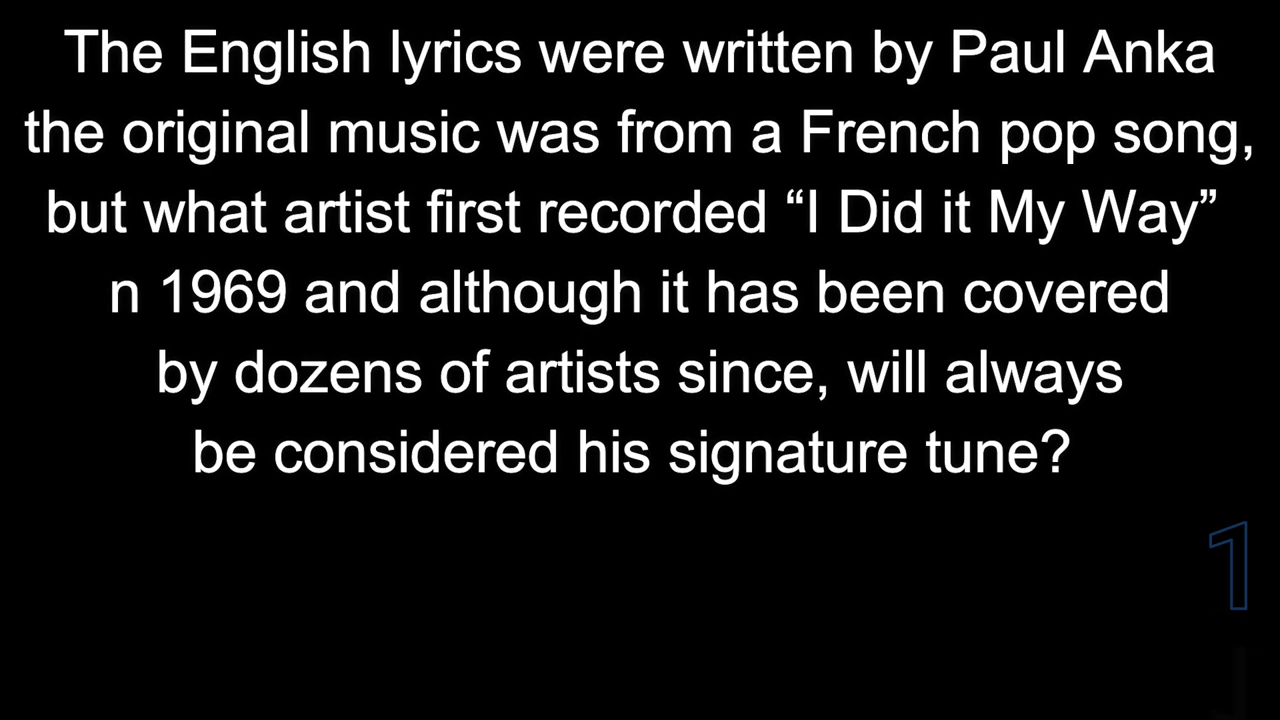 The English lyrics were written by Paul Anka
the original music was from a French pop song,
but what artist first recorded “I Did it My Way”
n 1969 and although it has been covered
by dozens of artists since, will always
be considered his signature tune?
1